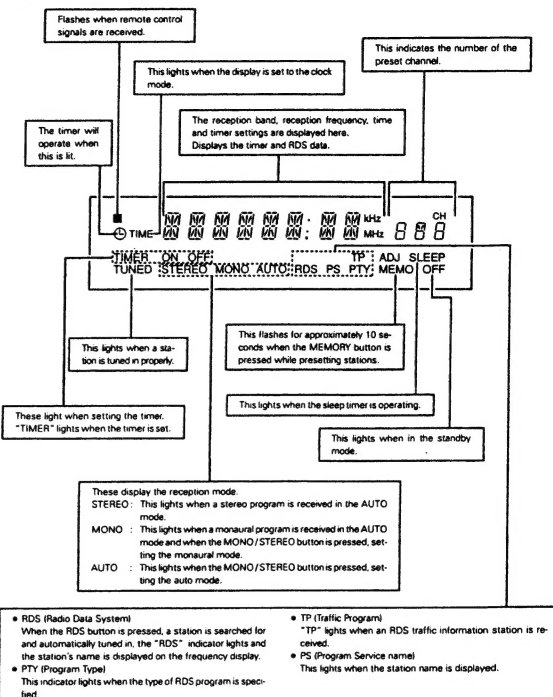 Flashes when remote control
signals are received.
This indicates the number of the
preset channel.
This lights when the display is set to the clock
mode.
The reception band, reception frequency, time
and timer settings are displayed here.
Displays the timer and RDS data.
The timer will
operate when
this is lit.
TIME kHz CH
MHz
TIMER ON OFF TP ADJ SLEEP
TUNED STEREO MONO AUTO RDS PS PTY MEMO OFF
This lights when a sta-
tion is tuned in properly.
This flashes for approximately 10 se-
conds when the MEMORY button is
pressed while presetting stations.
These light when setting the timer.
"TIMER" lights when the timer is set.
This lights when the sleep timer is operating.
This lights when in the standby
mode.
These display the reception mode.
STEREO : This lights when a stereo program is received in the AUTO
mode.
MONO : This lights when a monaural program is received in the AUTO
mode and when the MONO/STEREO button is pressed, set-
ting the monaural mode.
AUTO : This lights when the MONO/STEREO button is pressed, set-
ting the auto mode.
• RDS (Radio Data System)
When the RDS button is pressed, a station is searched for
and automatically tuned in, the "RDS" indicator lights and
the station's name is displayed on the frequency display.
• PTY (Program Type)
This indicator lights when the type of RDS program is speci-
fied
• TP (Traffic Program)
"TP" lights when an RDS traffic information station is re-
ceived.
• PS (Program Service name)
This lights when the station name is displayed.